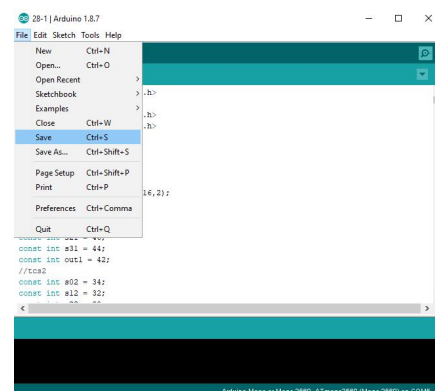 28-1 | Arduino 1.8.7
File Edit Sketch Tools Help
New Ctrl+N
Open... Ctrl+O
Open Recent
Sketchbook
Examples
Close Ctrl+W
Save Ctrl+S
Save As... Ctrl+Shift+S
Page Setup Ctrl+Shift+P
Print Ctrl+P
Preferences Ctrl+Comma
Quit Ctrl+Q
.h>
.h>
.h>
16,2);
const int s31 = 44;
const int out1 = 42;
//tcs2
const int s02 = 34;
const int s12 = 32;